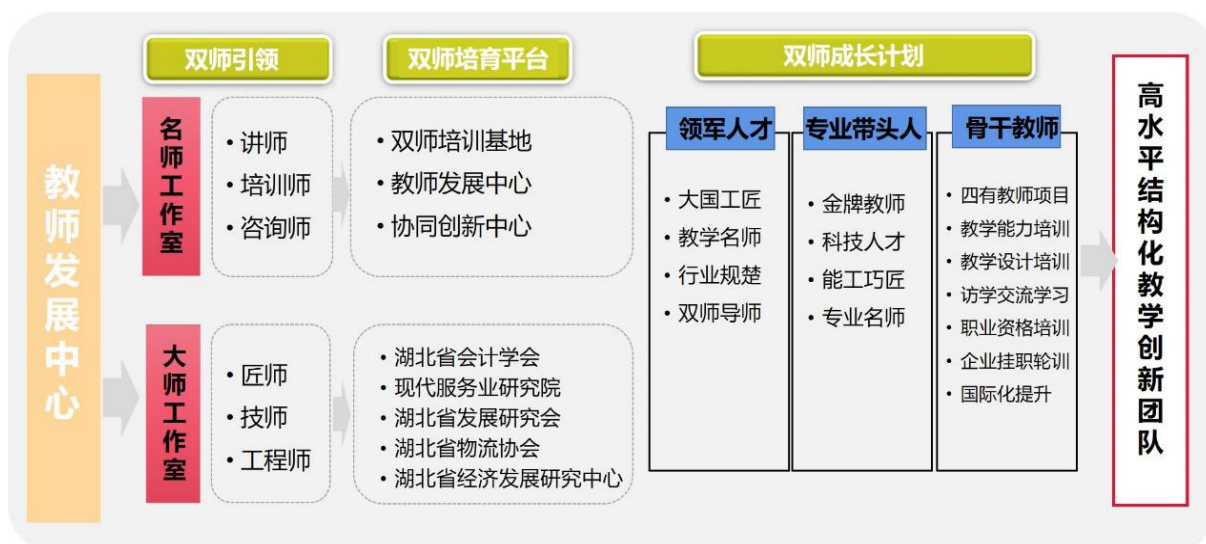 双师引领
双师培育平台
双师成长计划
教师发展中心
名师工作室
• 讲师
• 培训师
• 咨询师
• 双师培训基地
• 教师发展中心
• 协同创新中心
大师工作室
• 匠师
• 技师
• 工程师
• 湖北省会计学会
• 现代服务业研究院
• 湖北省发展研究会
• 湖北省物流协会
• 湖北省经济发展研究中心
领军人才
• 大国工匠
• 教学名师
• 行业规楚
• 双师导师
专业带头人
• 金牌教师
• 科技人才
• 能工巧匠
• 专业名师
骨干教师
• 四有教师项目
• 教学能力培训
• 教学设计培训
• 访学交流学习
• 职业资格培训
• 企业挂职轮训
• 国际化提升
高水平结构化教学创新团队